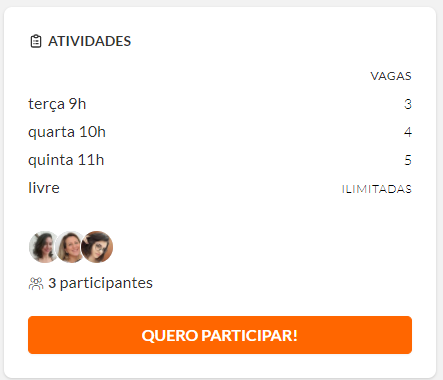 ATIVIDADES
VAGAS
terça 9h 3
quarta 10h 4
quinta 11h 5
livre ILIMITADAS
3 participantes
QUERO PARTICIPAR!